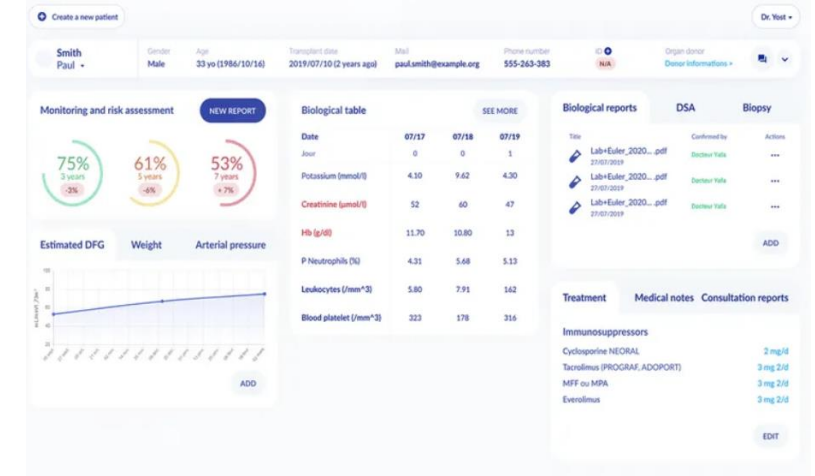 Create a new patient
Dr. Yost
Smith
Paul
Gender
Male
Age
33 yo (1986/10/16)
Transplant date
2019/07/10 (2 years ago)
Mail
paul.smith@example.org
Phone number
555-263-383
ID
N/A
Organ donor
Donor Informations >
Monitoring and risk assessment
NEW REPORT
75%
3 years
-3%
61%
5 years
-6%
53%
7 years
+ 7%
Estimated DFG Weight Arterial pressure
100
80
60
40
20
ADD
Biological table
SEE MORE
Date 07/17 07/18 07/19
Jour 0 0 1
Potassium (mmol/l) 4.10 9.62 4.30
Creatinine (µmol/l) 52 60 47
Hb (g/dl) 11.70 10.80 13
P Neutrophils (%) 4.31 5.68 5.13
Leukocytes (/mm^3) 5.80 7.91 162
Blood platelet (/mm^3) 323 178 316
Biological reports DSA Biopsy
Title Confirmed by Actions
Lab+Euler_2020... .pdf
27/07/2019
Docteur Yafa
Lab+Euler_2020... .pdf
27/07/2019
Docteur Yafa
Lab+Euler_2020... .pdf
27/07/2019
Docteur Yafa
ADD
Treatment Medical notes Consultation reports
Immunosuppressors
Cyclosporine NEORAL 2 mg/d
Tacrolimus (PROGRAF, ADOPORT) 3 mg 2/d
MFF ou MPA 3 mg 2/d
Everolimus 3 mg 2/d
EDIT